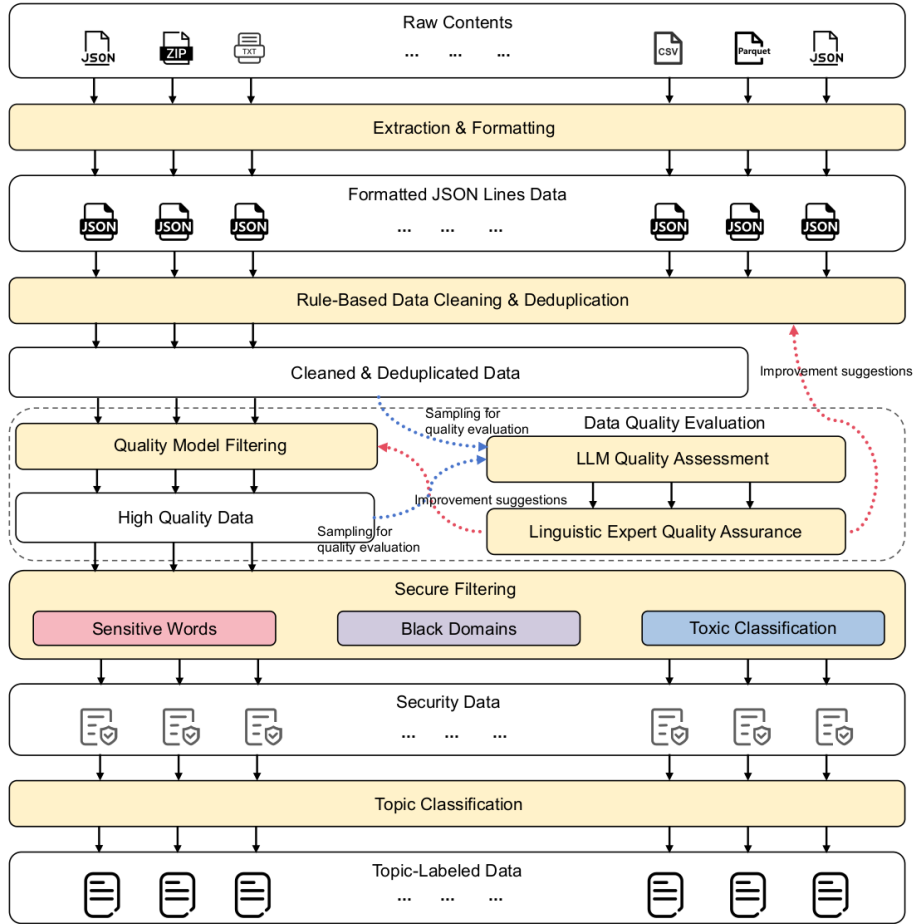 Raw Contents
JSON ZIP TXT ... ... ... CSV Parquet JSON
Extraction & Formatting
Formatted JSON Lines Data
JSON JSON JSON ... ... ... JSON JSON JSON
Rule-Based Data Cleaning & Deduplication
Cleaned & Deduplicated Data
Improvement suggestions
Sampling for
quality evaluation
Data Quality Evaluation
Quality Model Filtering
LLM Quality Assessment
Improvement suggestions
High Quality Data
Sampling for
quality evaluation
Linguistic Expert Quality Assurance
Secure Filtering
Sensitive Words
Black Domains
Toxic Classification
Security Data
... ... ...
Topic Classification
Topic-Labeled Data
... ... ...